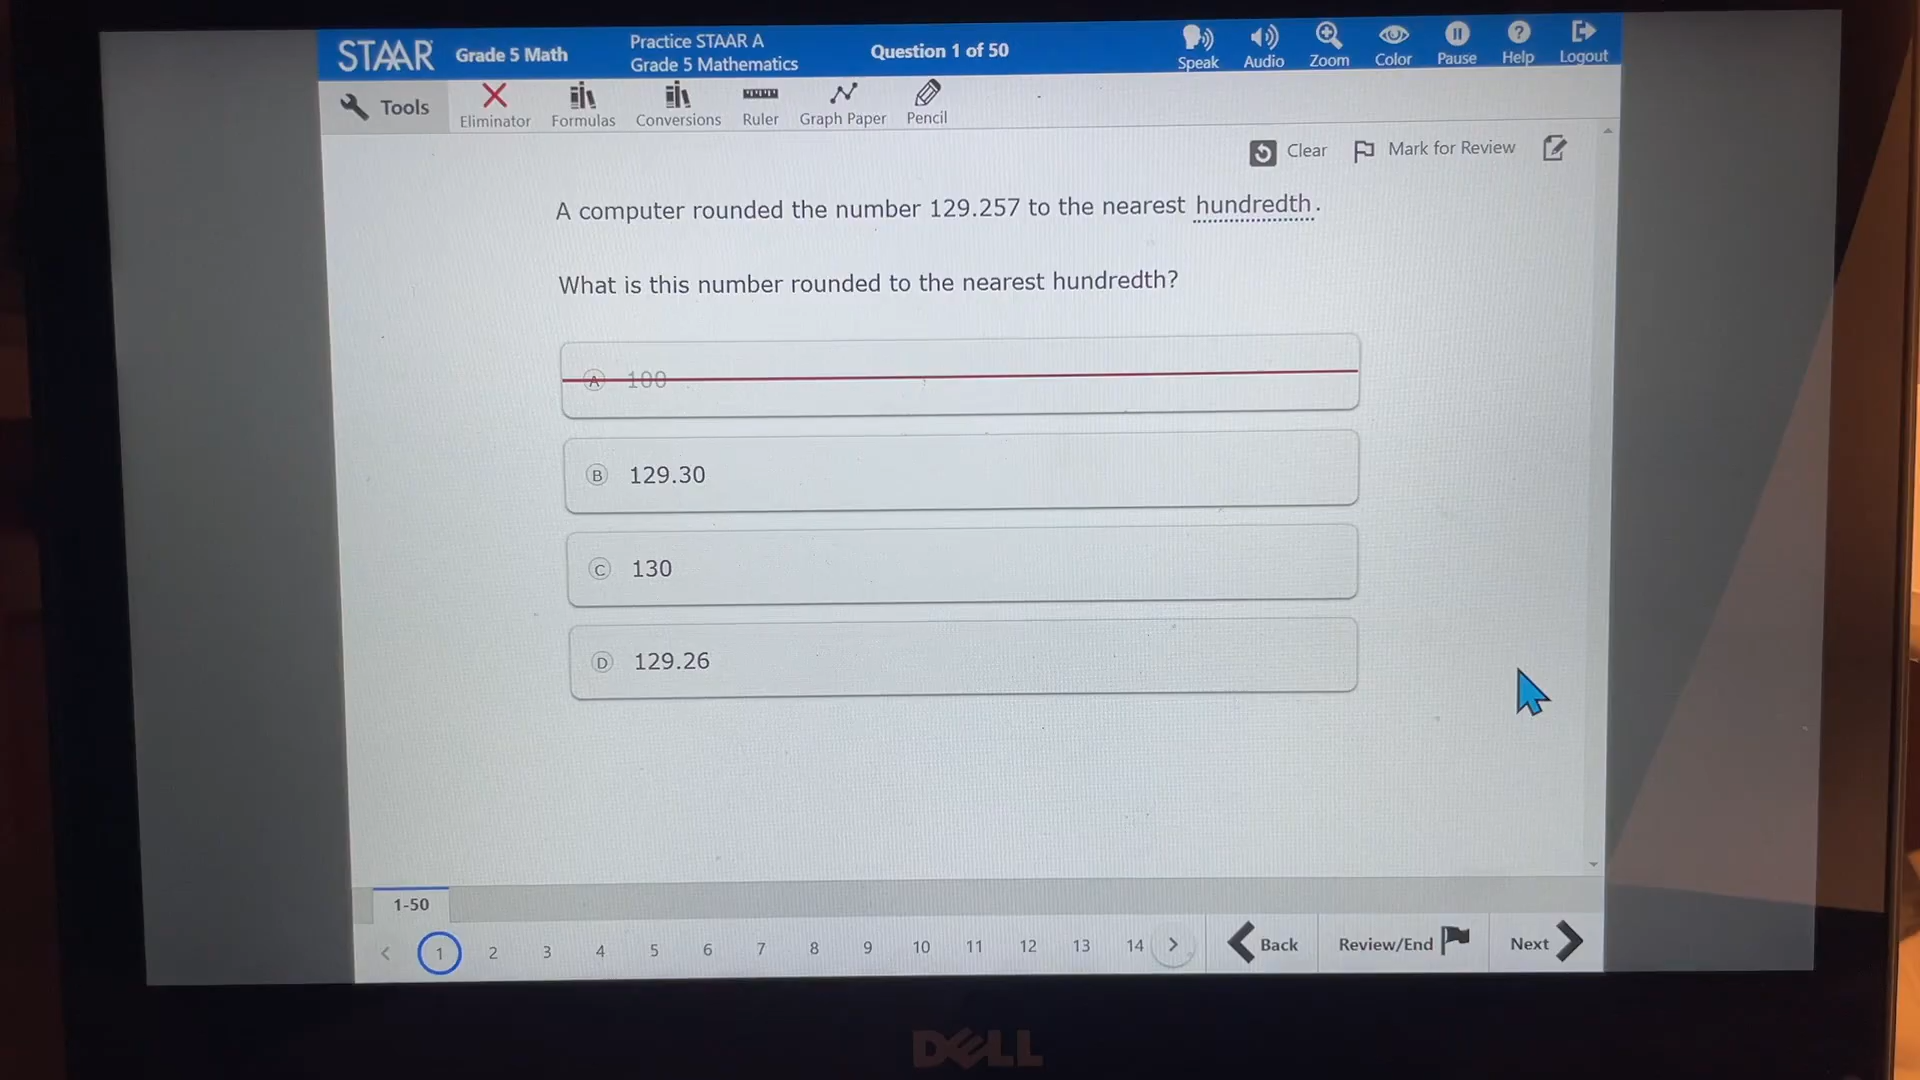 STAAR Grade 5 Math
Practice STAAR A
Grade 5 Mathematics
Question 1 of 50
Speak Audio Zoom Color Pause Help Logout
Tools Eliminator Formulas Conversions Ruler Graph Paper Pencil
Clear Mark for Review
A computer rounded the number 129.257 to the nearest hundredth.
What is this number rounded to the nearest hundredth?
A 100
B 129.30
C 130
D 129.26
1-50
< 1 2 3 4 5 6 7 8 9 10 11 12 13 14 > Back Review/End Next
DELL